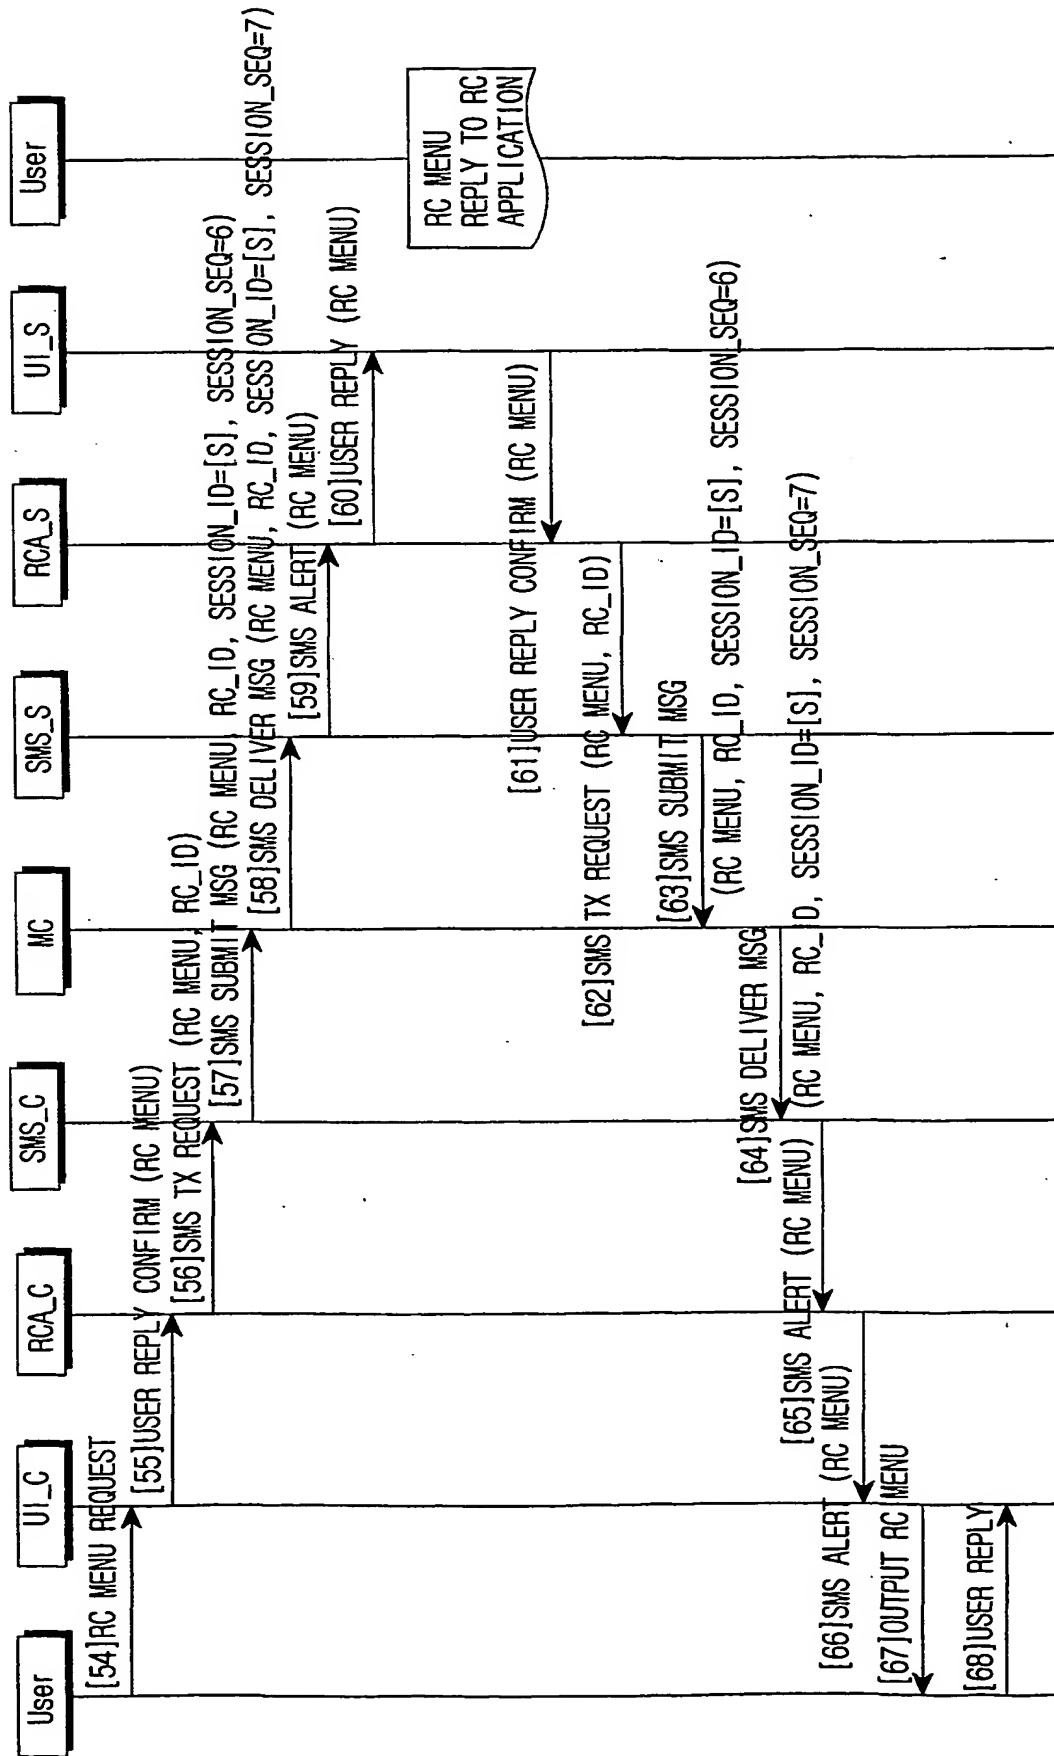 User
UI_C
RCA_C
SMS_C
MC
SMS_S
RCA_S
UI_S
User
[54]RC MENU REQUEST
[55]USER REPLY CONFIRM (RC MENU)
[56]SMS TX REQUEST (RC MENU, RC_ID)
[57]SMS SUBMIT MSG (RC MENU, RC_ID, SESSION_ID=[S], SESSION_SEQ=6)
[58]SMS DELIVER MSG (RC MENU, RC_ID, SESSION_ID=[S], SESSION_SEQ=7)
[59]SMS ALERT (RC MENU)
[60]USER REPLY (RC MENU)
RC MENU
REPLY TO RC
APPLICATION
[61]USER REPLY CONFIRM (RC MENU)
[62]SMS TX REQUEST (RC MENU, RC_ID)
[63]SMS SUBMIT MSG
(RC MENU, RC_ID, SESSION_ID=[S], SESSION_SEQ=6)
[64]SMS DELIVER MSG
(RC MENU, RC_ID, SESSION_ID=[S], SESSION_SEQ=7)
[65]SMS ALERT (RC MENU)
[66]SMS ALERT (RC MENU)
[67]OUTPUT RC MENU
[68]USER REPLY